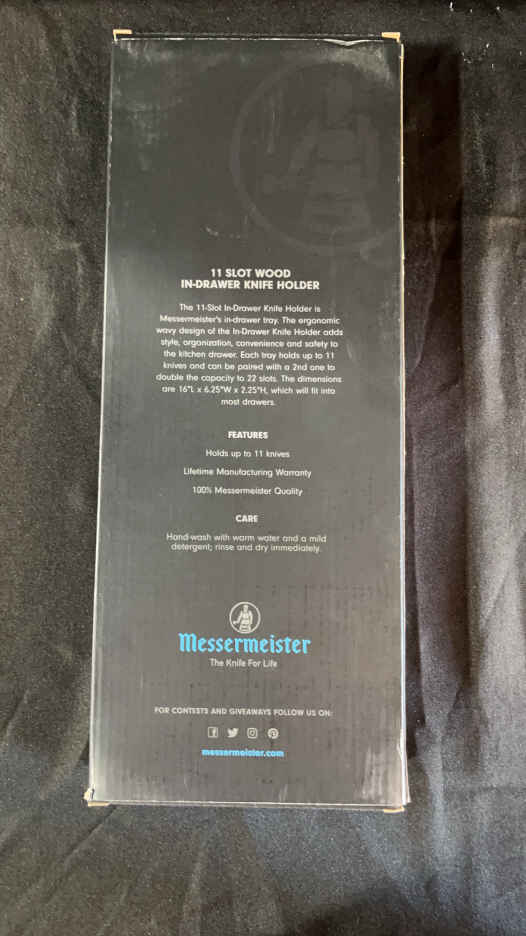 11 SLOT WOOD
IN-DRAWER KNIFE HOLDER
The 11-Slot In-Drawer Knife Holder is
Messermeister's in-drawer tray. The ergonomic
wavy design of the In-Drawer Knife Holder adds
style, organization, convenience and safety to
the kitchen drawer. Each tray holds up to 11
knives and can be paired with a 2nd one to
double the capacity to 22 slots. The dimensions
are 16"L x 6.25"W x 2.25"H, which will fit into
most drawers.
FEATURES
Holds up to 11 knives
Lifetime Manufacturing Warranty
100% Messermeister Quality
CARE
Hand-wash with warm water and a mild
detergent; rinse and dry immediately.
Messermeister
The Knife For Life
FOR CONTESTS AND GIVEAWAYS FOLLOW US ON:
messermeister.com